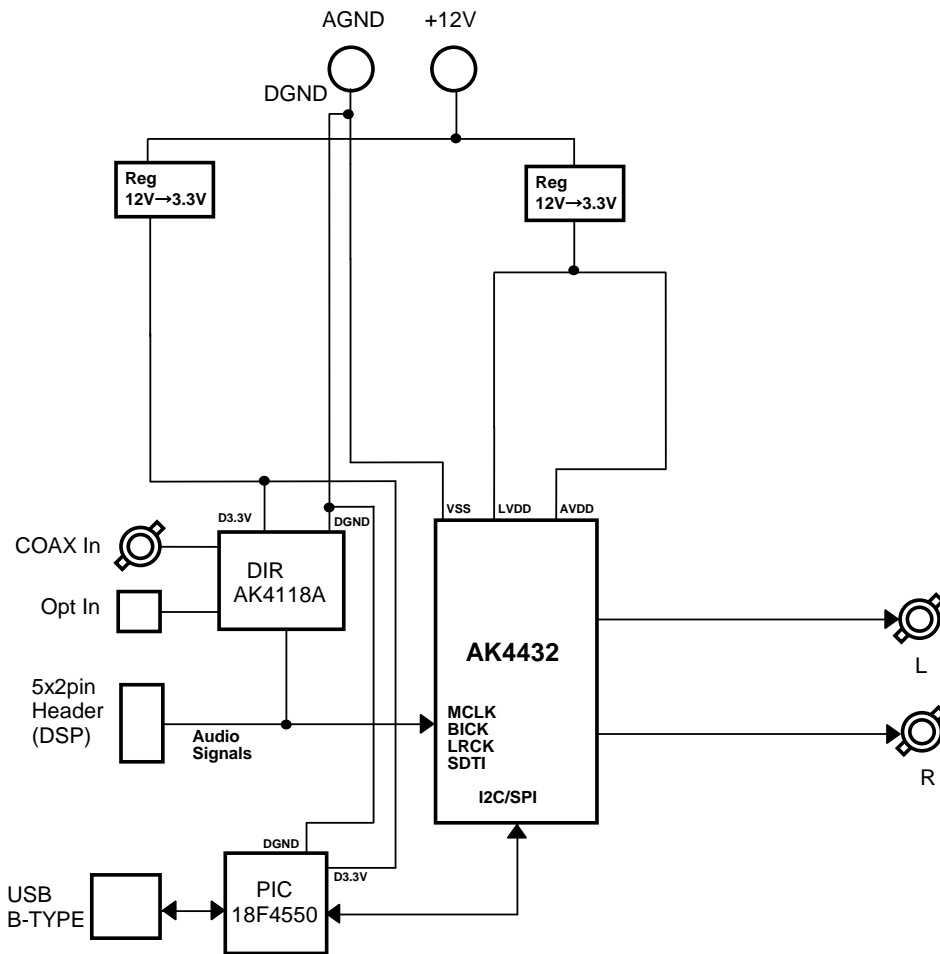 AGND
+12V
DGND
Reg
12V→3.3V
Reg
12V→3.3V
VSS
LVDD
AVDD
D3.3V
DGND
COAX In
DIR
AK4118A
Opt In
AK4432
L
5x2pin
Header
(DSP)
Audio
Signals
MCLK
BICK
LRCK
SDTI
R
I2C/SPI
DGND
D3.3V
USB
B-TYPE
PIC
18F4550